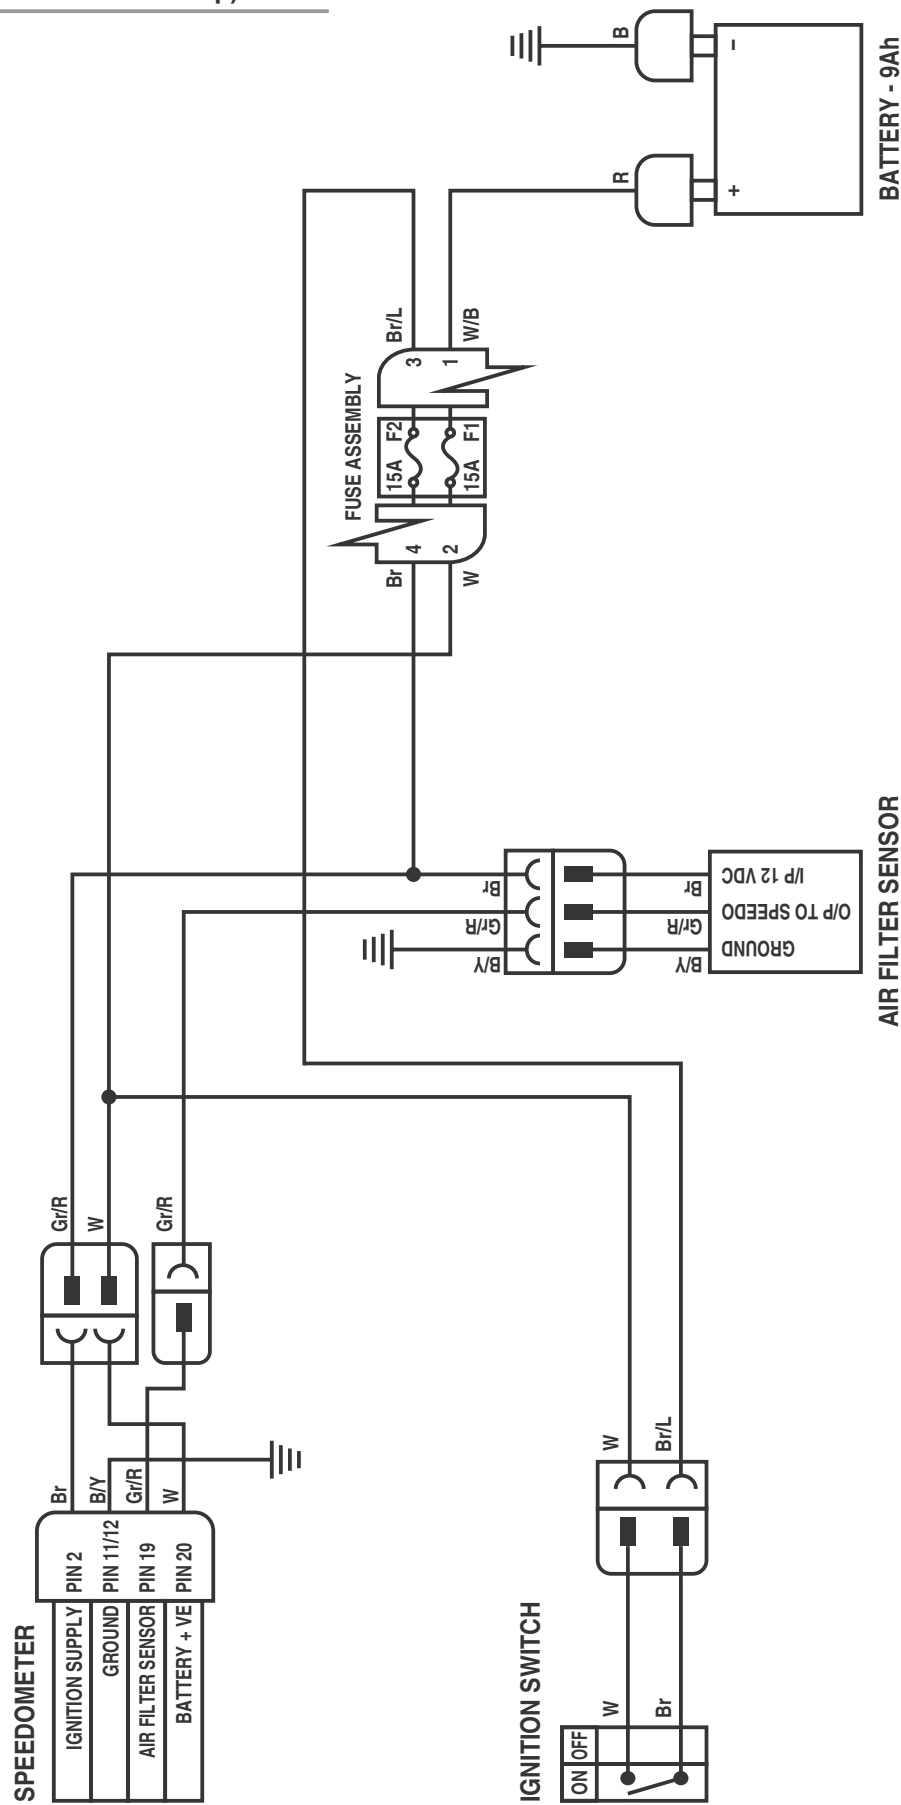 SPEEDOMETER
IGNITION SUPPLY
PIN 2
Br
GROUND
PIN 11/12
B/Y
AIR FILTER SENSOR
PIN 19
Gr/R
BATTERY + VE
PIN 20
W
Gr/R
W
Gr/R
IGNITION SWITCH
ON
OFF
W
Br
W
Br/L
AIR FILTER SENSOR
I/P 12 VDC
O/P TO SPEEDO
GROUND
Br
Gr/R
B/Y
Br
Gr/R
B/Y
FUSE ASSEMBLY
Br
4
15A
F2
3
Br/L
W
2
15A
F1
1
W/B
BATTERY - 9Ah
R
+
B
-